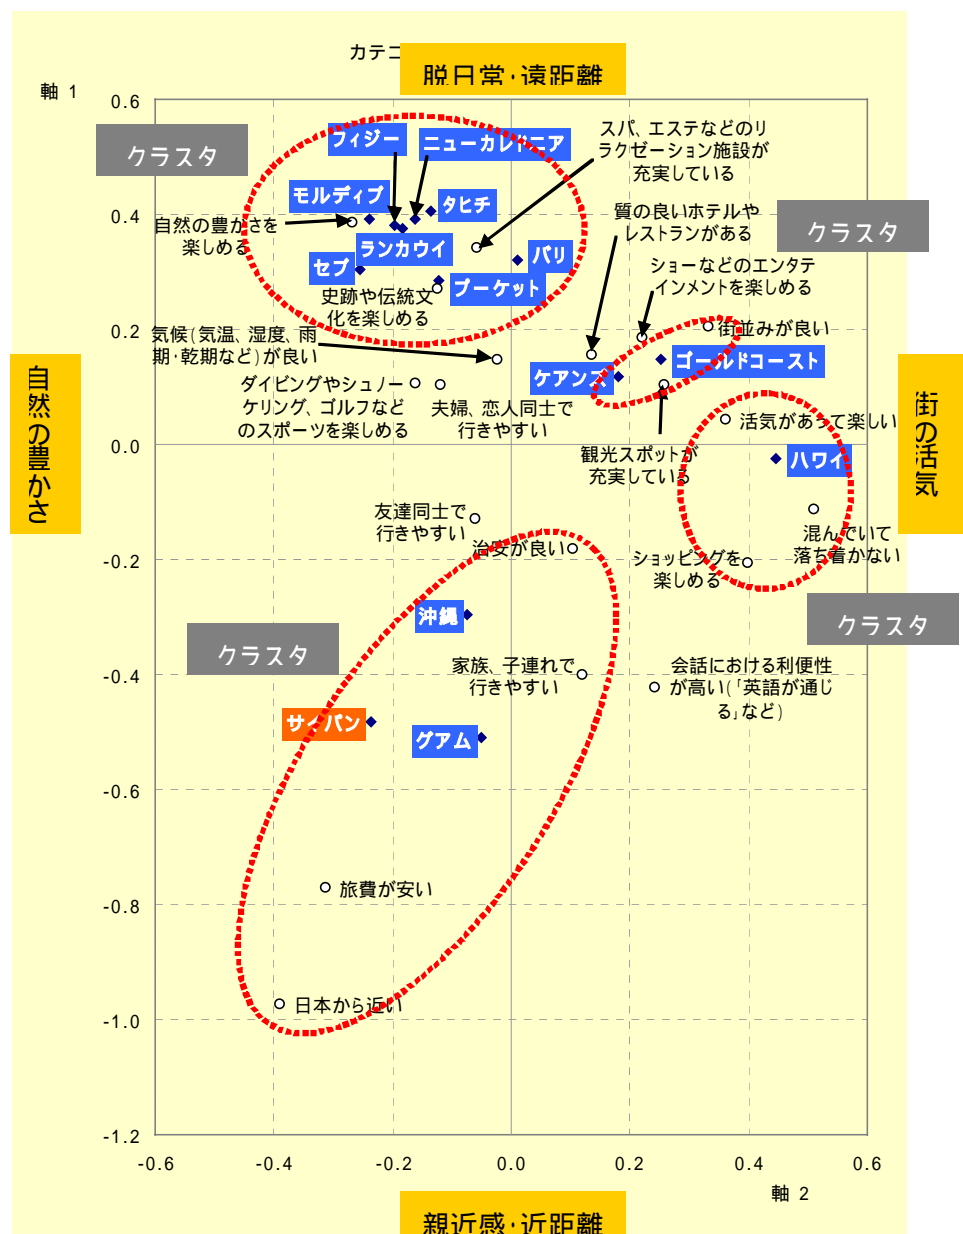 カテゴ
脱日常・遠距離
軸 1
0.6
クラスタ
フィジー
ニューカレドニア
スパ、エステなどのリ
ラクゼーション施設が
充実している
モルディブ
タヒチ
0.4
自然の豊かさを
楽しめる
質の良いホテルや
レストランがある
クラスタ
ランカウイ
バリ
セブ
プーケット
ショーなどのエンタテ
インメントを楽しめる
史跡や伝統文
化を楽しめる
0.2
気候(気温、湿度、雨
期・乾期など)が良い
街並みが良い
ゴールドコースト
ケアンズ
ダイビングやシュノー
ケリング、ゴルフなど
のスポーツを楽しめる
夫婦、恋人同士で
行きやすい
自然の豊かさ
街の活気
活気があって楽しい
0.0
観光スポットが
充実している
ハワイ
友達同士で
行きやすい
治安が良い
混んでいて
落ち着かない
ショッピングを
楽しめる
-0.2
沖縄
クラスタ
クラスタ
家族、子連れで
行きやすい
会話における利便性
が高い(「英語が通じ
る」など)
-0.4
サイパン
グアム
-0.6
旅費が安い
-0.8
日本から近い
-1.0
-1.2
-0.6
-0.4
-0.2
0.0
0.2
0.4
0.6
軸 2
親近感・近距離